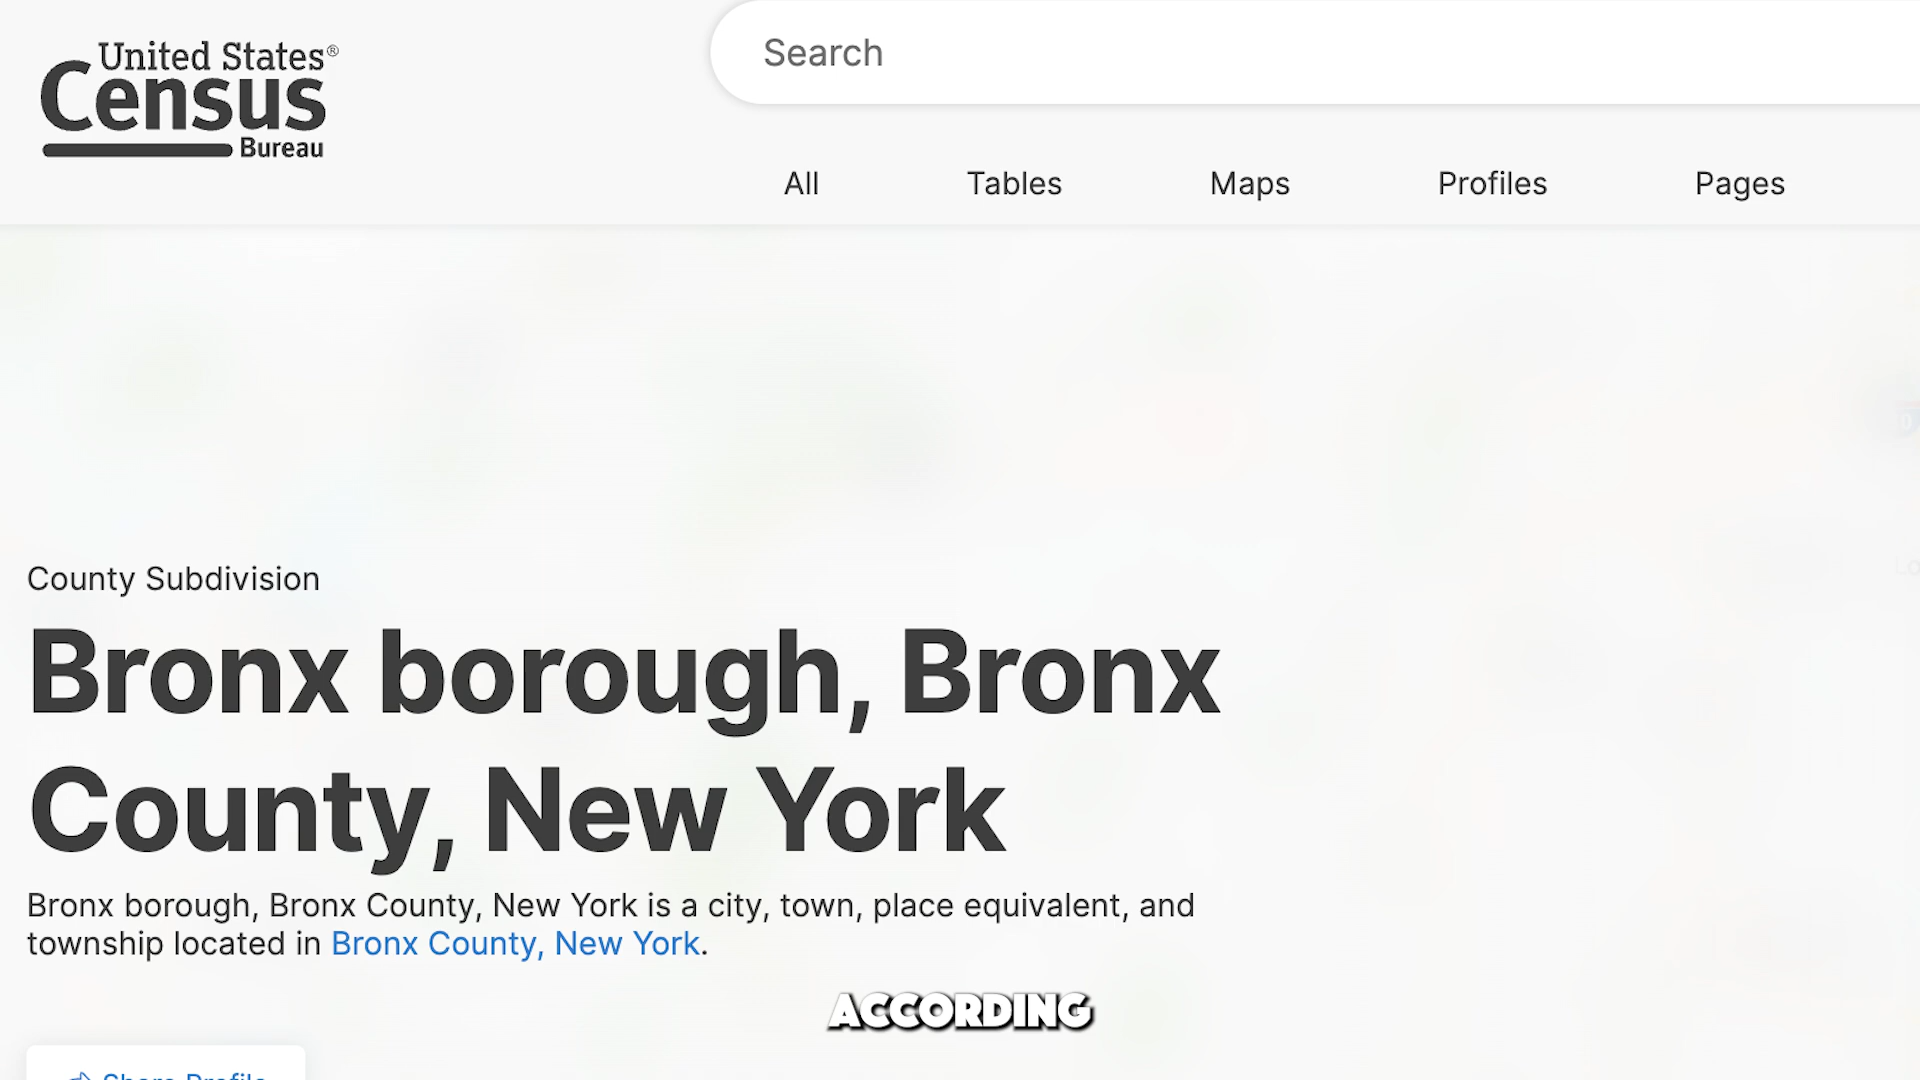 United States®
Census
Bureau
Search
All Tables Maps Profiles Pages
County Subdivision
Bronx borough, Bronx
County, New York
Bronx borough, Bronx County, New York is a city, town, place equivalent, and
township located in Bronx County, New York.
ACCORDING
Share Profile